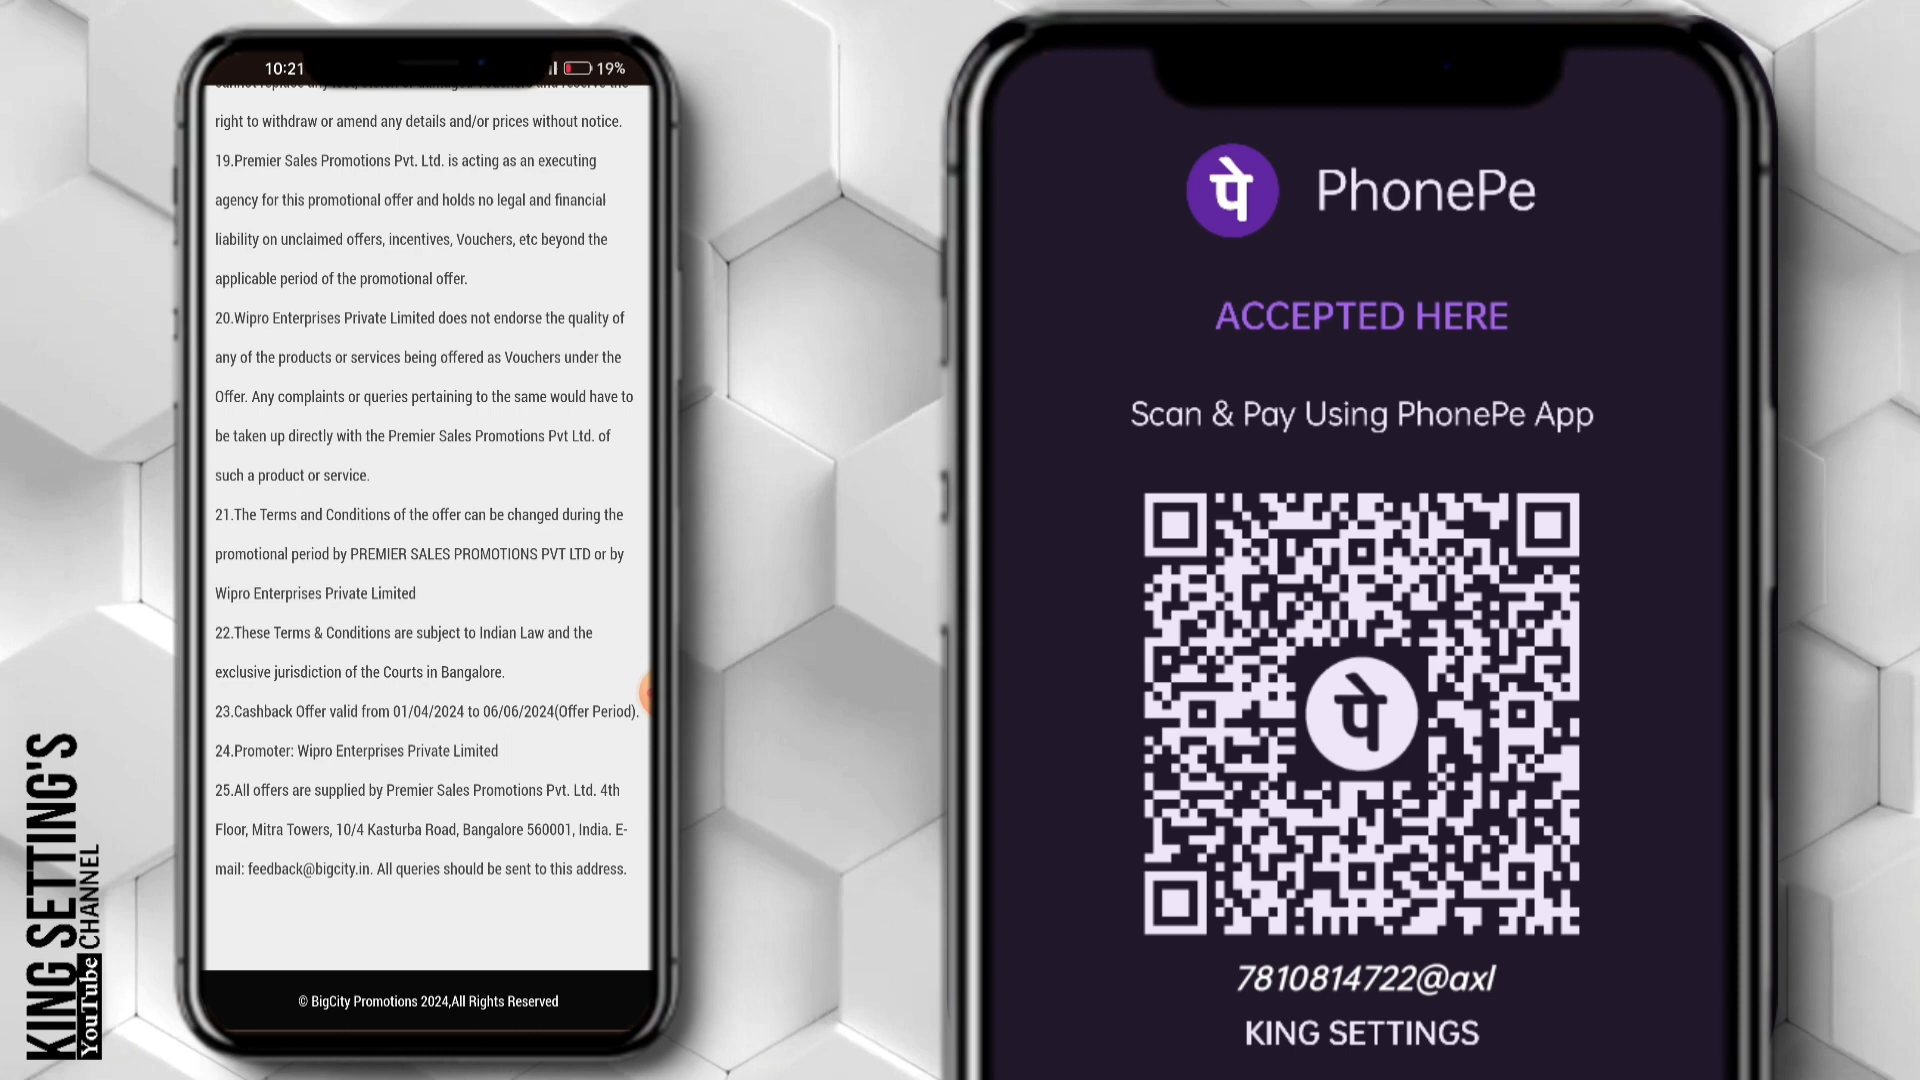 10:21
19%
right to withdraw or amend any details and/or prices without notice.
19.Premier Sales Promotions Pvt. Ltd. is acting as an executing
agency for this promotional offer and holds no legal and financial
liability on unclaimed offers, incentives, Vouchers, etc beyond the
applicable period of the promotional offer.
20.Wipro Enterprises Private Limited does not endorse the quality of
any of the products or services being offered as Vouchers under the
Offer. Any complaints or queries pertaining to the same would have to
be taken up directly with the Premier Sales Promotions Pvt Ltd. of
such a product or service.
21.The Terms and Conditions of the offer can be changed during the
promotional period by PREMIER SALES PROMOTIONS PVT LTD or by
Wipro Enterprises Private Limited
22.These Terms & Conditions are subject to Indian Law and the
exclusive jurisdiction of the Courts in Bangalore.
23.Cashback Offer valid from 01/04/2024 to 06/06/2024(Offer Period).
24.Promoter: Wipro Enterprises Private Limited
25.All offers are supplied by Premier Sales Promotions Pvt. Ltd. 4th
Floor, Mitra Towers, 10/4 Kasturba Road, Bangalore 560001, India. E-
mail: feedback@bigcity.in. All queries should be sent to this address.
© BigCity Promotions 2024,All Rights Reserved
पे PhonePe
ACCEPTED HERE
Scan & Pay Using PhonePe App
पे
7810814722@axl
KING SETTINGS
KING SETTING'S
YouTube CHANNEL